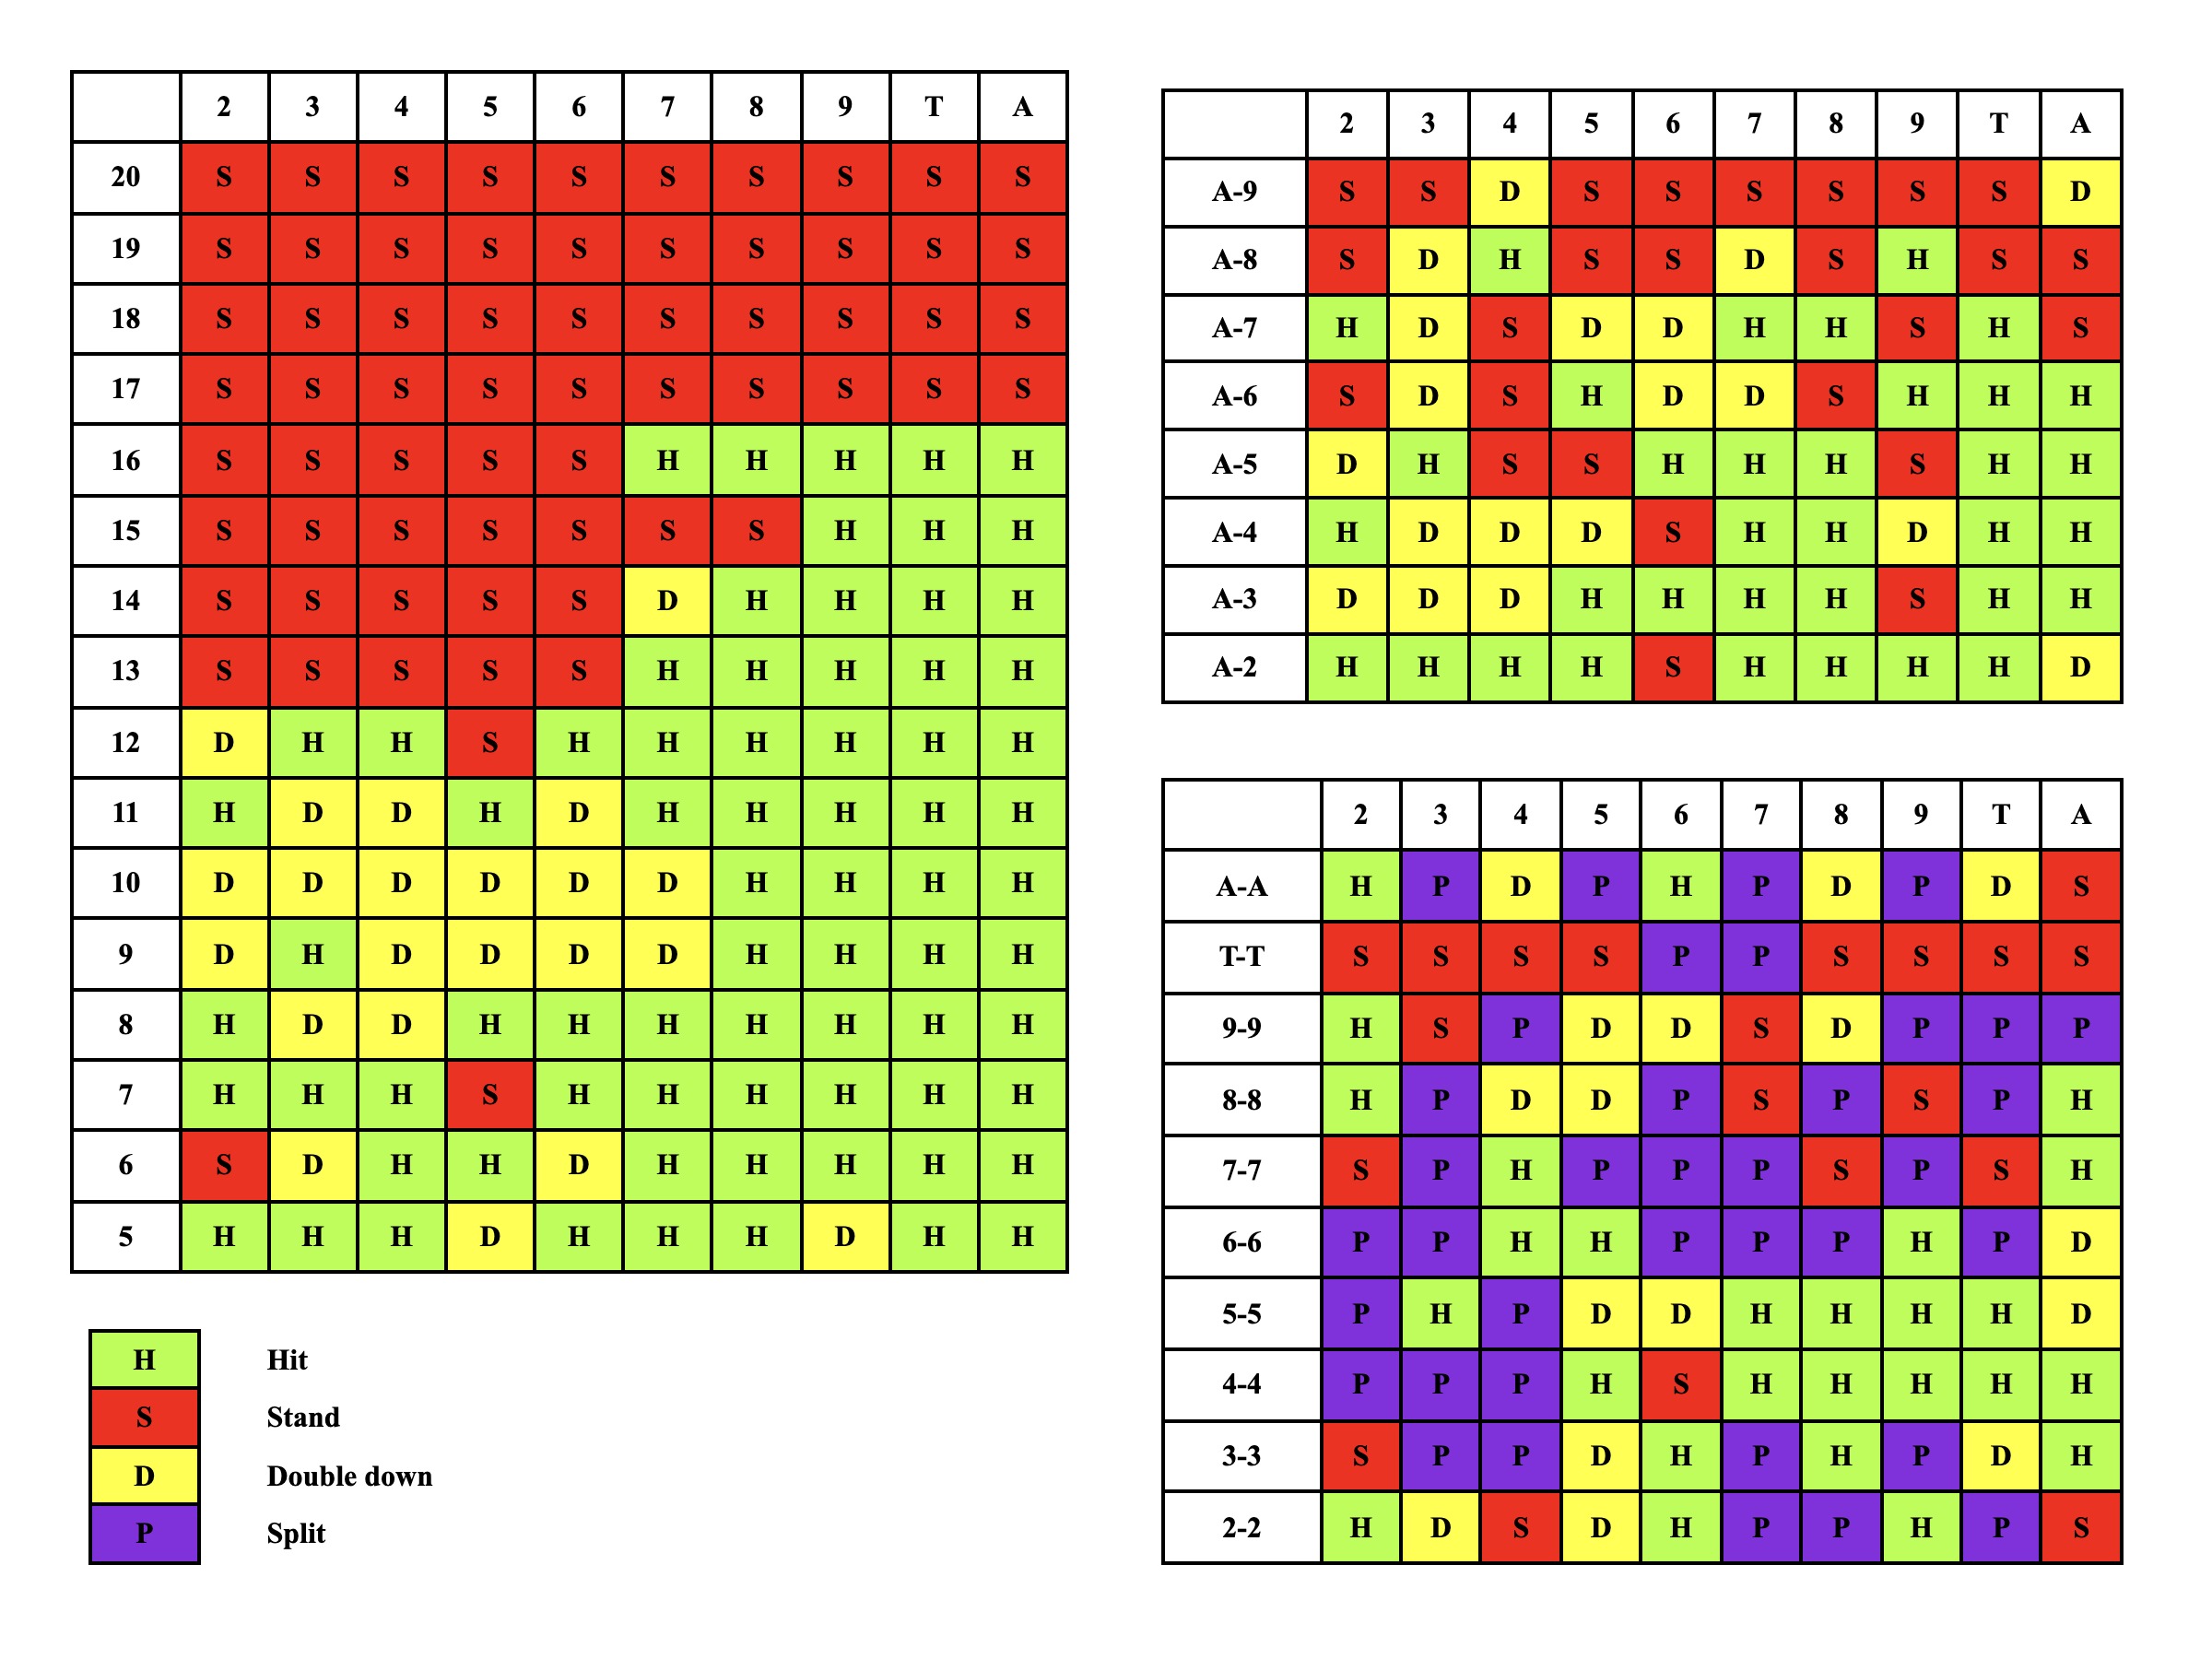 2 3 4 5 6 7 8 9 T A
20 S S S S S S S S S S
19 S S S S S S S S S S
18 S S S S S S S S S S
17 S S S S S S S S S S
16 S S S S S H H H H H
15 S S S S S S S H H H
14 S S S S S D H H H H
13 S S S S S H H H H H
12 D H H S H H H H H H
11 H D D H D H H H H H
10 D D D D D D H H H H
9 D H D D D D H H H H
8 H D D H H H H H H H
7 H H H S H H H H H H
6 S D H H D H H H H H
5 H H H D H H H D H H
H Hit
S Stand
D Double down
P Split
2 3 4 5 6 7 8 9 T A
A-9 S S D S S S S S S D
A-8 S D H S S D S H S S
A-7 H D S D D H H S H S
A-6 S D S H D D S H H H
A-5 D H S S H H H S H H
A-4 H D D D S H H D H H
A-3 D D D H H H H S H H
A-2 H H H H S H H H H D
2 3 4 5 6 7 8 9 T A
A-A H P D P H P D P D S
T-T S S S S P P S S S S
9-9 H S P D D S D P P P
8-8 H P D D P S P S P H
7-7 S P H P P P S P S H
6-6 P P H H P P P H P D
5-5 P H P D D H H H H D
4-4 P P P H S H H H H H
3-3 S P P D H P H P D H
2-2 H D S D H P P H P S